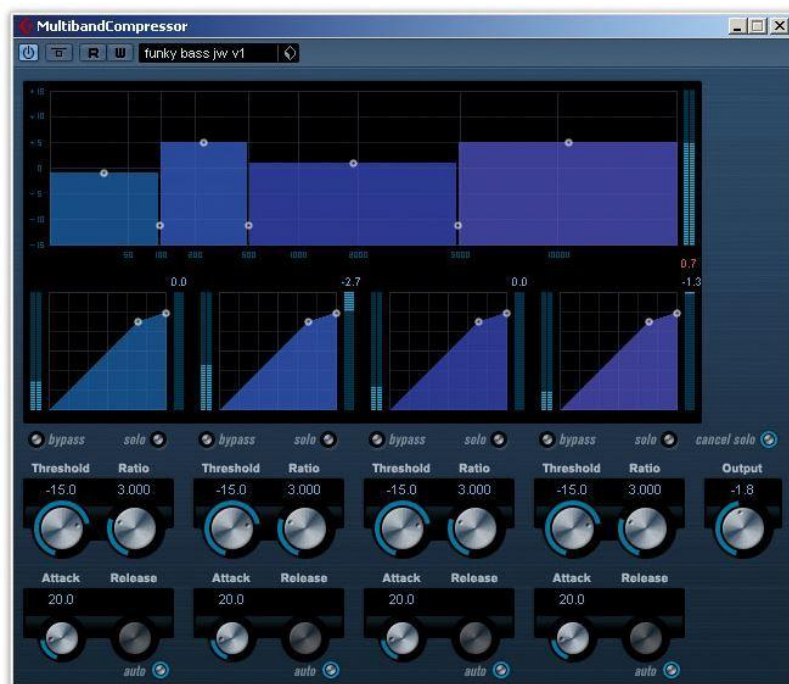 MultibandCompressor
R W funky bass jw v1
+15
+10
+5
0
-5
-10
-15
50 100 200 500 1000 2000 5000 10000
0.7
0.0 -2.7 0.0 -1.3
bypass solo bypass solo bypass solo bypass solo cancel solo
Threshold Ratio Threshold Ratio Threshold Ratio Threshold Ratio Output
-15.0 3.000 -15.0 3.000 -15.0 3.000 -15.0 3.000 -1.8
Attack Release Attack Release Attack Release Attack Release
20.0 20.0 20.0 20.0
auto auto auto auto